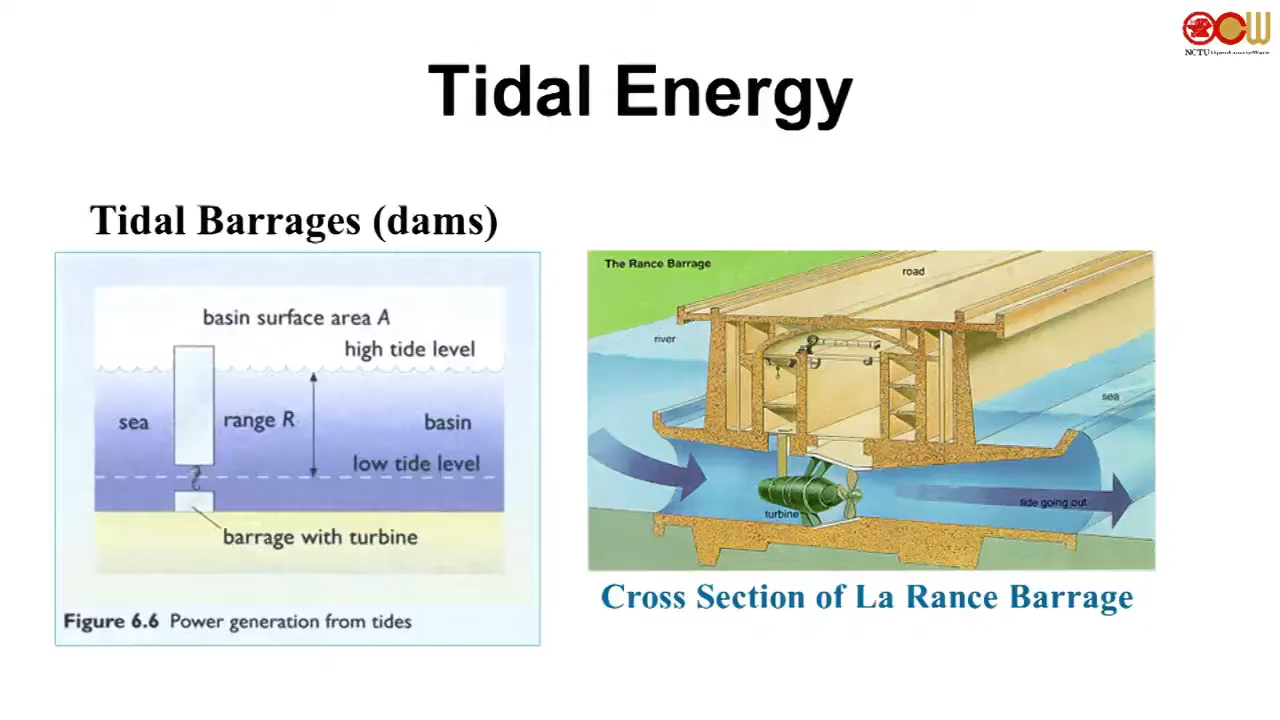 NCTU OpenCourseWare
Tidal Energy
Tidal Barrages (dams)
basin surface area A
high tide level
sea
range R
basin
low tide level
barrage with turbine
Figure 6.6 Power generation from tides
The Rance Barrage
road
river
sea
turbine
tide going out
Cross Section of La Rance Barrage